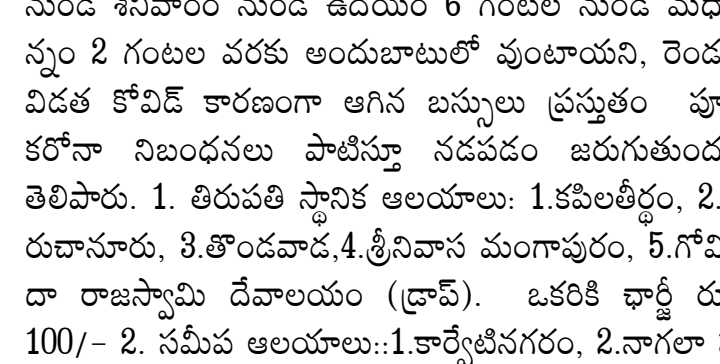 నుండి శనివారం నుండి ఉదయం 6 గంటల నుండి మధ
న్నం 2 గంటల వరకు అందుబాటులో వుంటాయని, రెండ
విడత కోవిడ్ కారణంగా ఆగిన బస్సులు ప్రస్తుతం పూ
కరోనా నిబంధనలు పాటిస్తూ నడపడం జరుగుతుంద
తెలిపారు. 1. తిరుపతి స్థానిక ఆలయాలు: 1.కపిలతీర్థం, 2.
రుచానూరు, 3.తొండవాడ,4.శ్రీనివాస మంగాపురం, 5.గోవి
దా రాజస్వామి దేవాలయం (డ్రాప్). ఒకరికి ఛార్జీ రు
100/- 2. సమీప ఆలయాలు::1.కార్వేటినగరం, 2.నాగలా